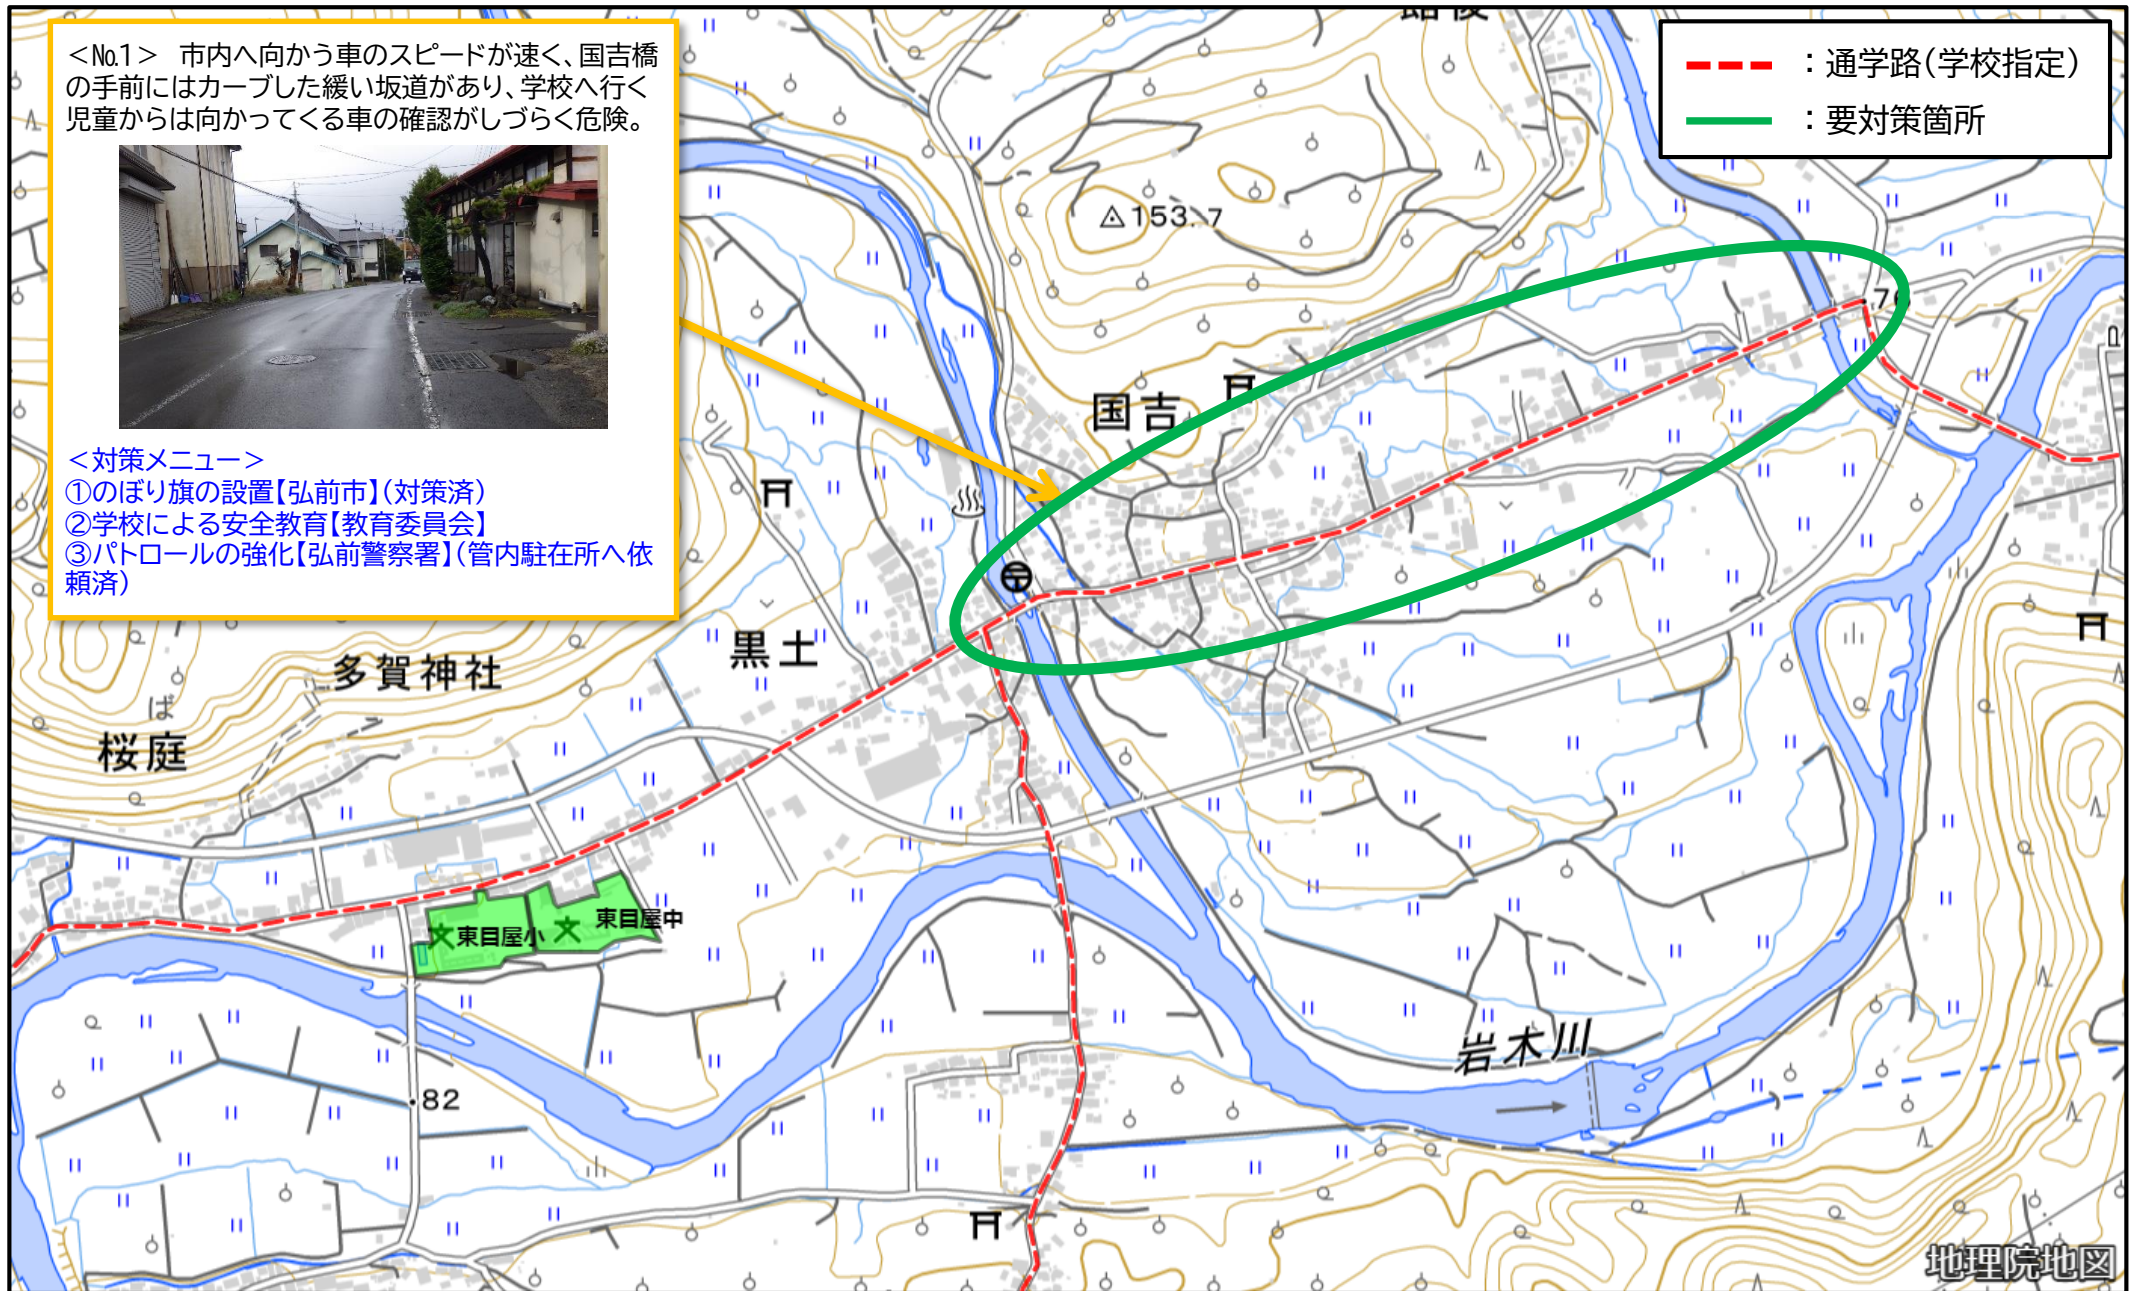 <№1>　市内へ向かう車のスピードが速く、国吉橋
の手前にはカーブした緩い坂道があり、学校へ行く
児童からは向かってくる車の確認がしづらく危険。
<対策メニュー>
①のぼり旗の設置【弘前市】(対策済)
②学校による安全教育【教育委員会】
③パトロールの強化【弘前警察署】(管内駐在所へ依
頼済)
：通学路(学校指定)
：要対策箇所
153.7
76
国吉
黒土
多賀神社
ば
桜庭
東目屋小
東目屋中
82
岩木川
地理院地図